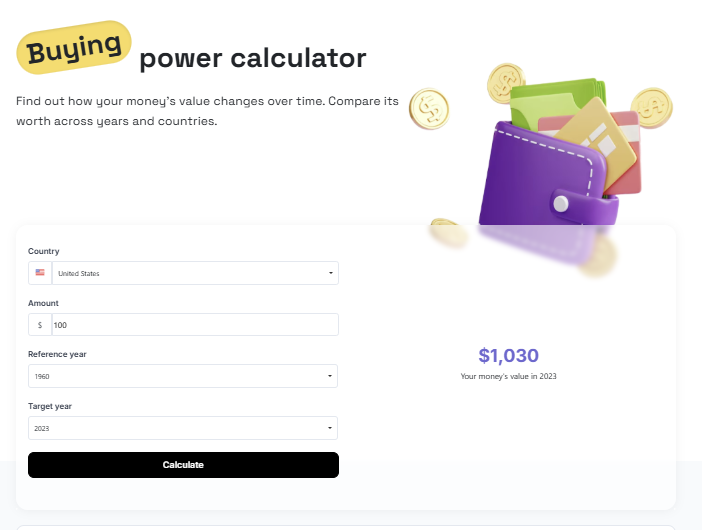 Buying power calculator
Find out how your money's value changes over time. Compare its
worth across years and countries.
Country
United States
Amount
$ 100
Reference year
1960
$1,030
Your money's value in 2023
Target year
2023
Calculate